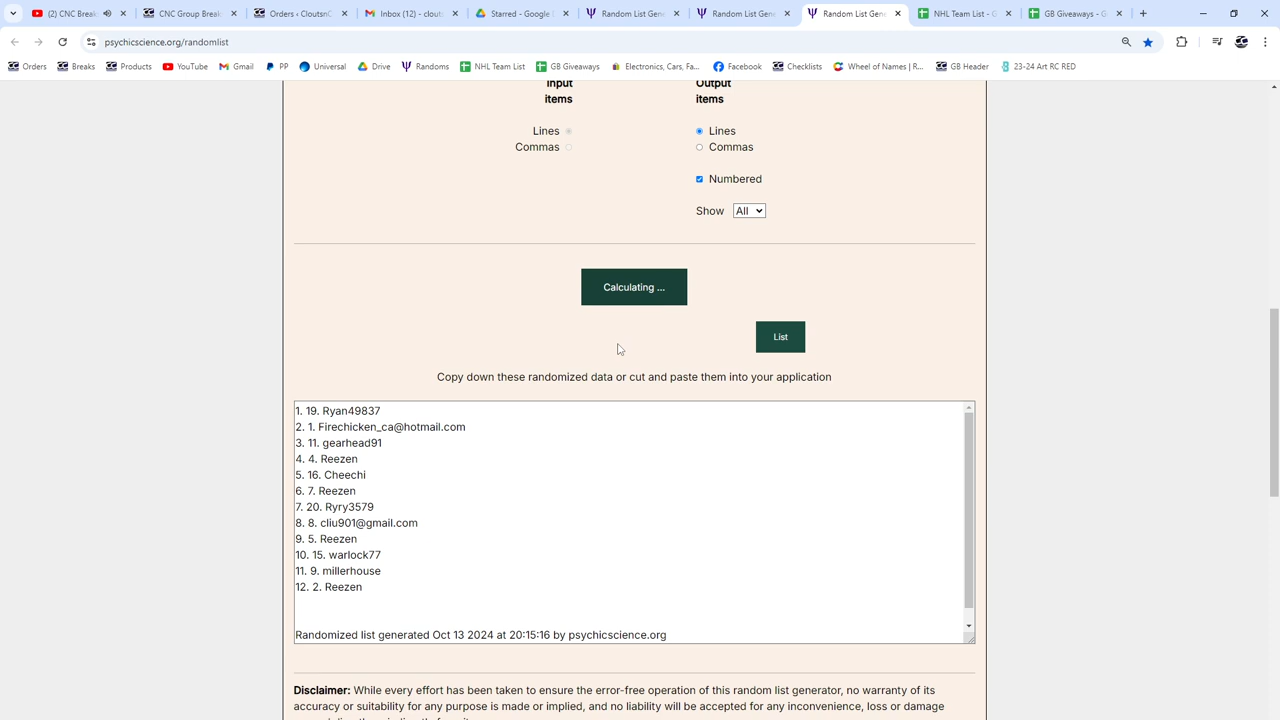 (2) CNC Break
CNC Group Break
Orders ‹ CloutsnC
Inbox (12) - clout
Starred - Google
Random List Gene
Random List Gene
Random List Gene
NHL Team List - G
GB Giveaways - G
psychicscience.org/randomlist
Orders
Breaks
Products
YouTube
Gmail
PP
Universal
Drive
Randoms
NHL Team List
GB Giveaways
Electronics, Cars, Fa...
Facebook
Checklists
Wheel of Names | R...
GB Header
23-24 Art RC RED
Input
items
Output
items
Lines
Commas
Lines
Commas
Numbered
Show All
Calculating ...
List
Copy down these randomized data or cut and paste them into your application
1. 19. Ryan49837
2. 1. Firechicken_ca@hotmail.com
3. 11. gearhead91
4. 4. Reezen
5. 16. Cheechi
6. 7. Reezen
7. 20. Ryry3579
8. 8. cliu901@gmail.com
9. 5. Reezen
10. 15. warlock77
11. 9. millerhouse
12. 2. Reezen
Randomized list generated Oct 13 2024 at 20:15:16 by psychicscience.org
Disclaimer: While every effort has been taken to ensure the error-free operation of this random list generator, no warranty of its
accuracy or suitability for any purpose is made or implied, and no liability will be accepted for any inconvenience, loss or damage